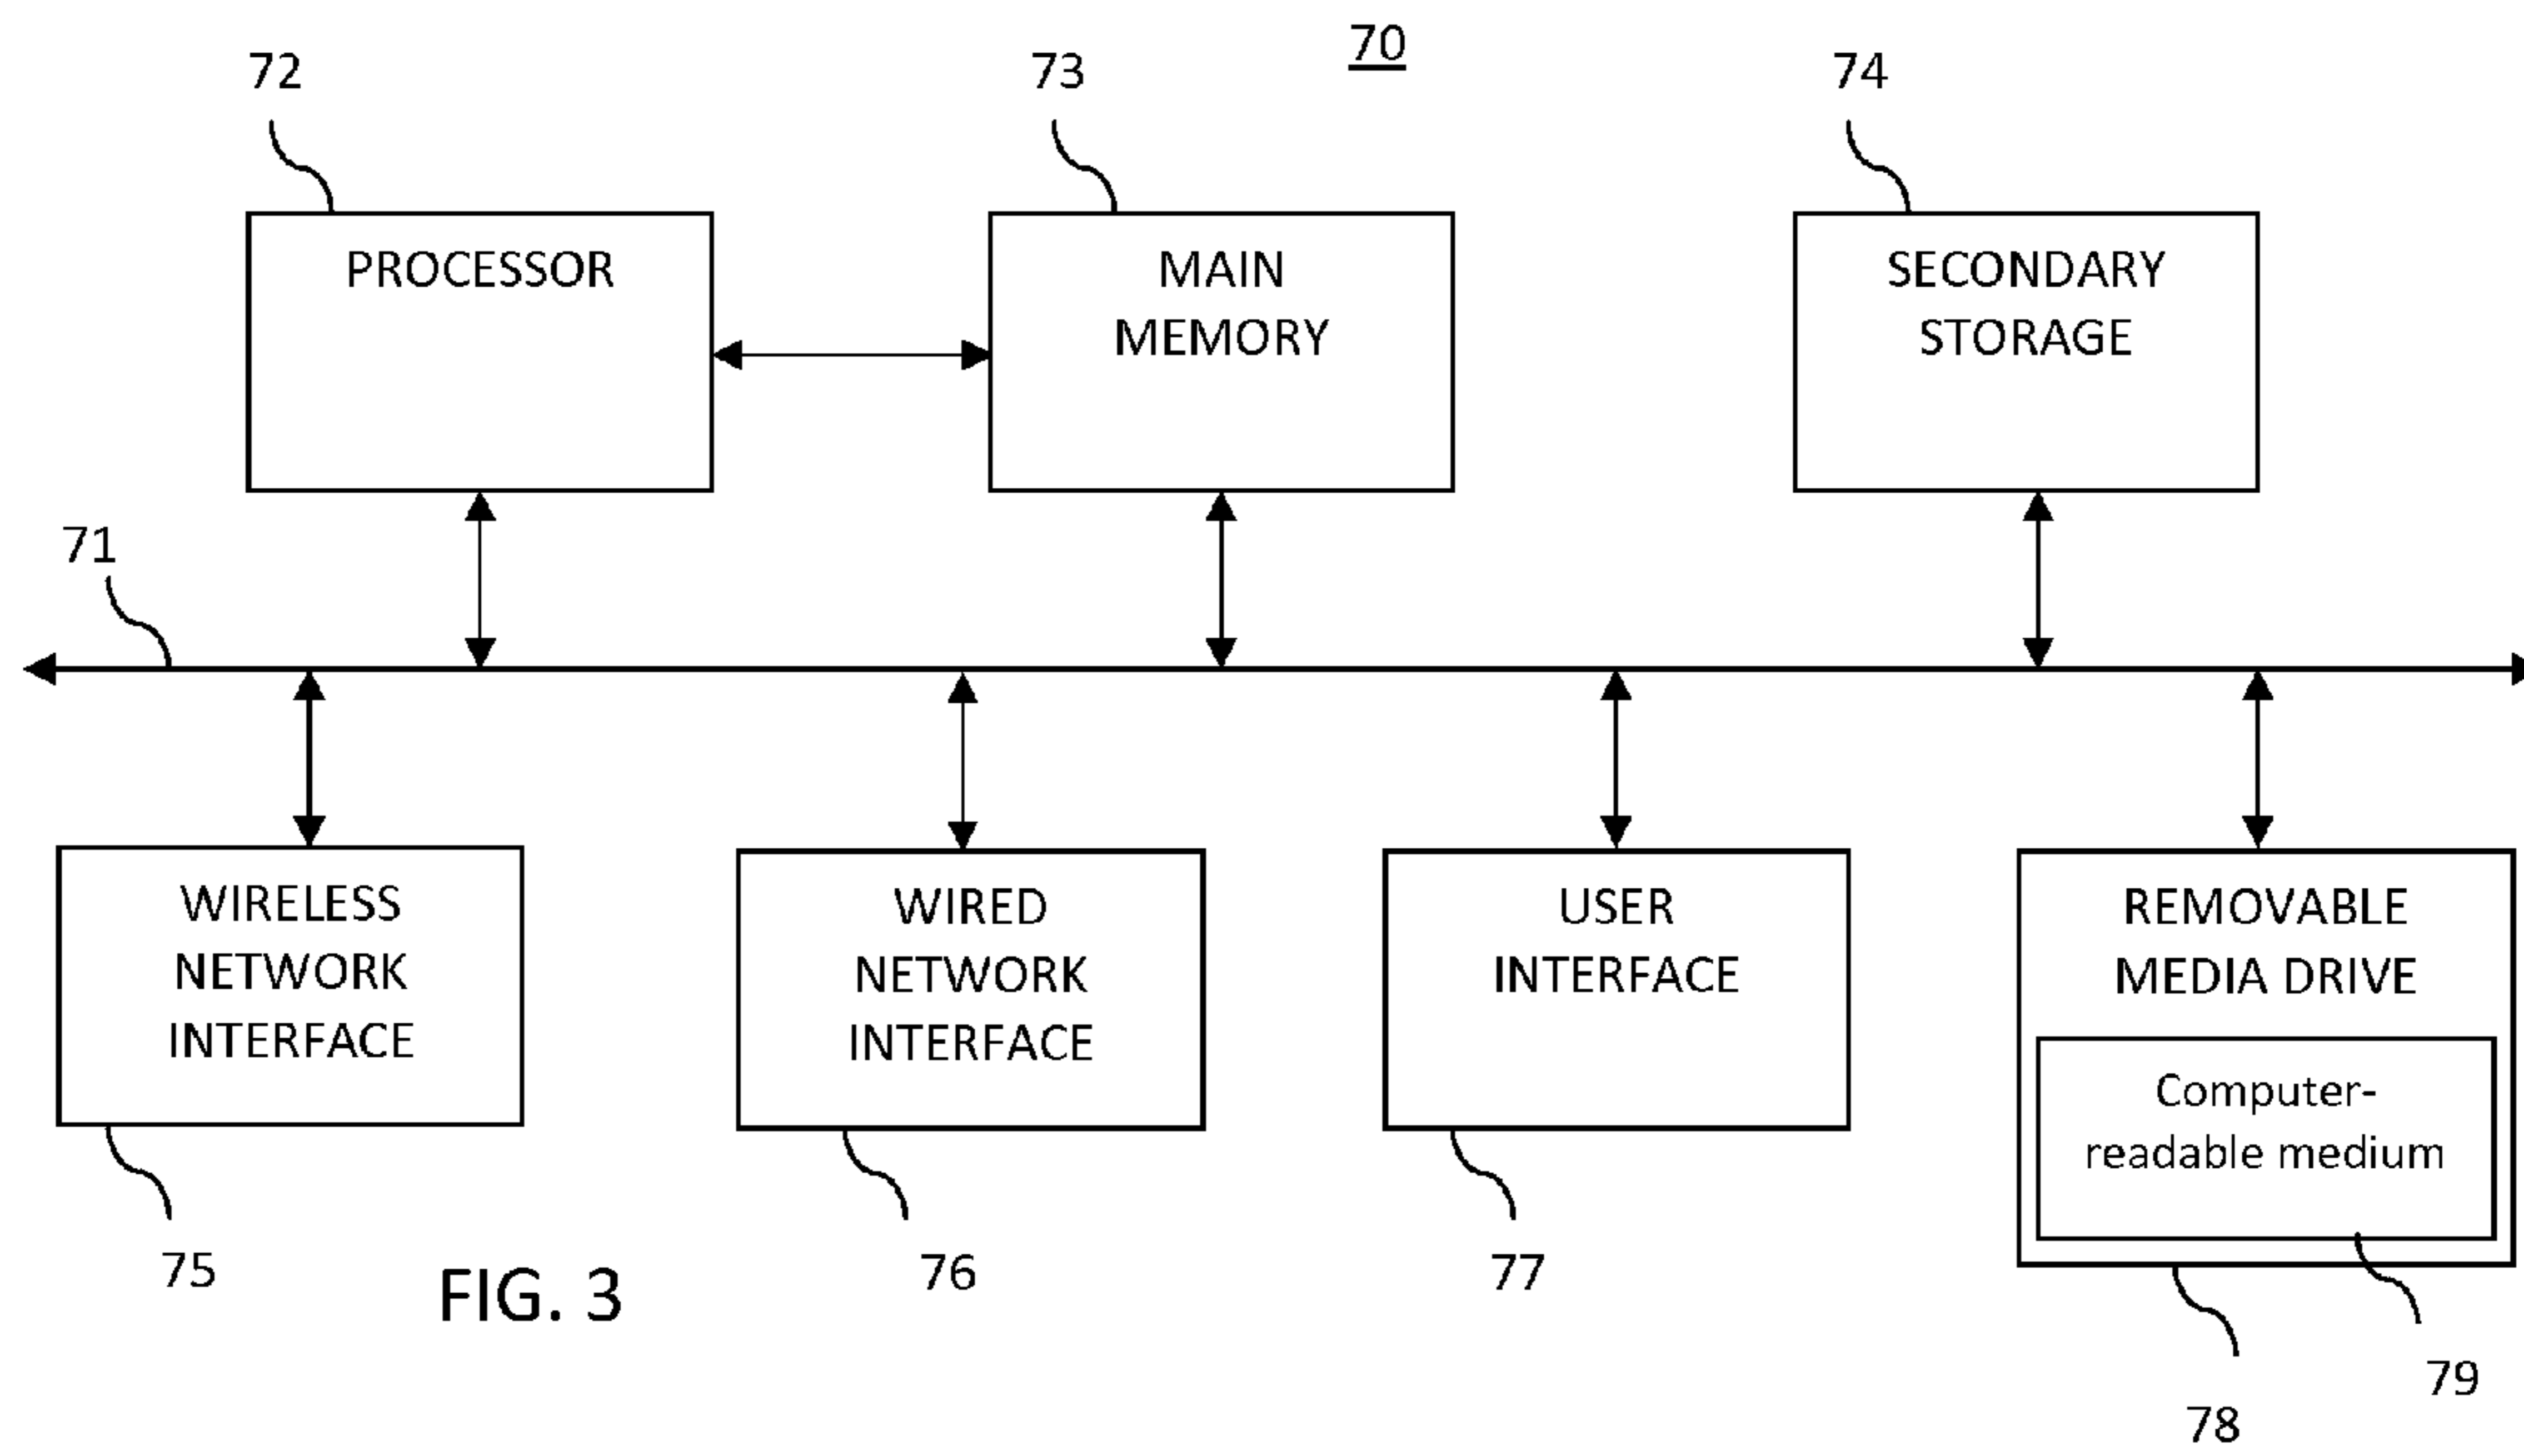 70
72
73
74
PROCESSOR
MAIN
MEMORY
SECONDARY
STORAGE
71
WIRELESS
NETWORK
INTERFACE
WIRED
NETWORK
INTERFACE
USER
INTERFACE
REMOVABLE
MEDIA DRIVE
Computer-
readable medium
75
76
77
78
79
FIG. 3